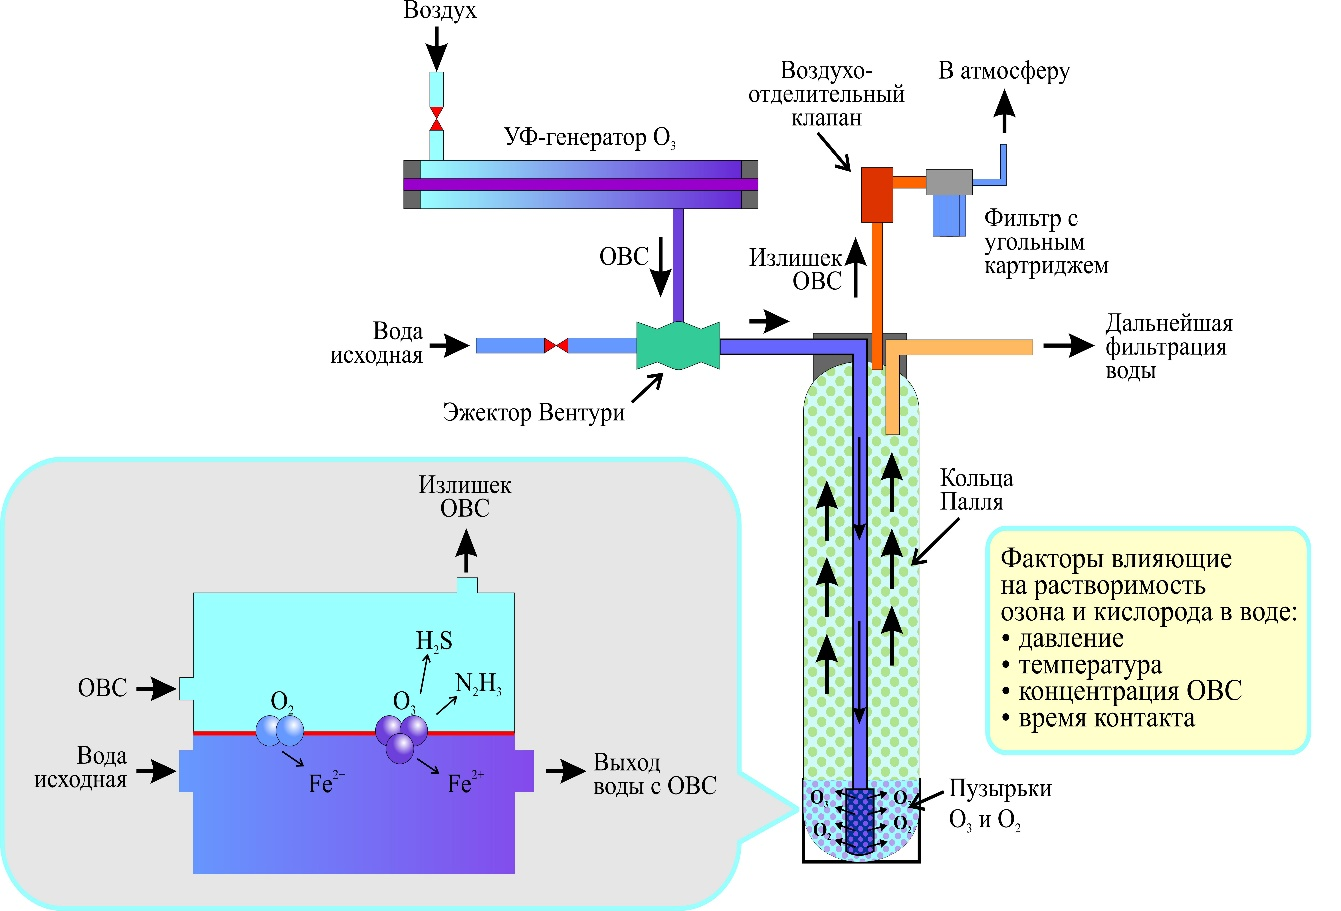 Воздух
УФ-генератор O₃
Воздухо-
отделительный
клапан
В атмосферу
Фильтр с
угольным
картриджем
ОВС
Излишек
ОВС
Вода
исходная
Эжектор Вентури
Дальнейшая
фильтрация
воды
Кольца
Палля
Факторы влияющие
на растворимость
озона и кислорода в воде:
• давление
• температура
• концентрация ОВС
• время контакта
Излишек
ОВС
H₂S
N₂H₃
ОВС
O₂
O₃
Вода
исходная
Fe²⁻
Fe²⁺
Выход
воды с ОВС
O₃
O₃
O₂
O₂
Пузырьки
O₃ и O₂